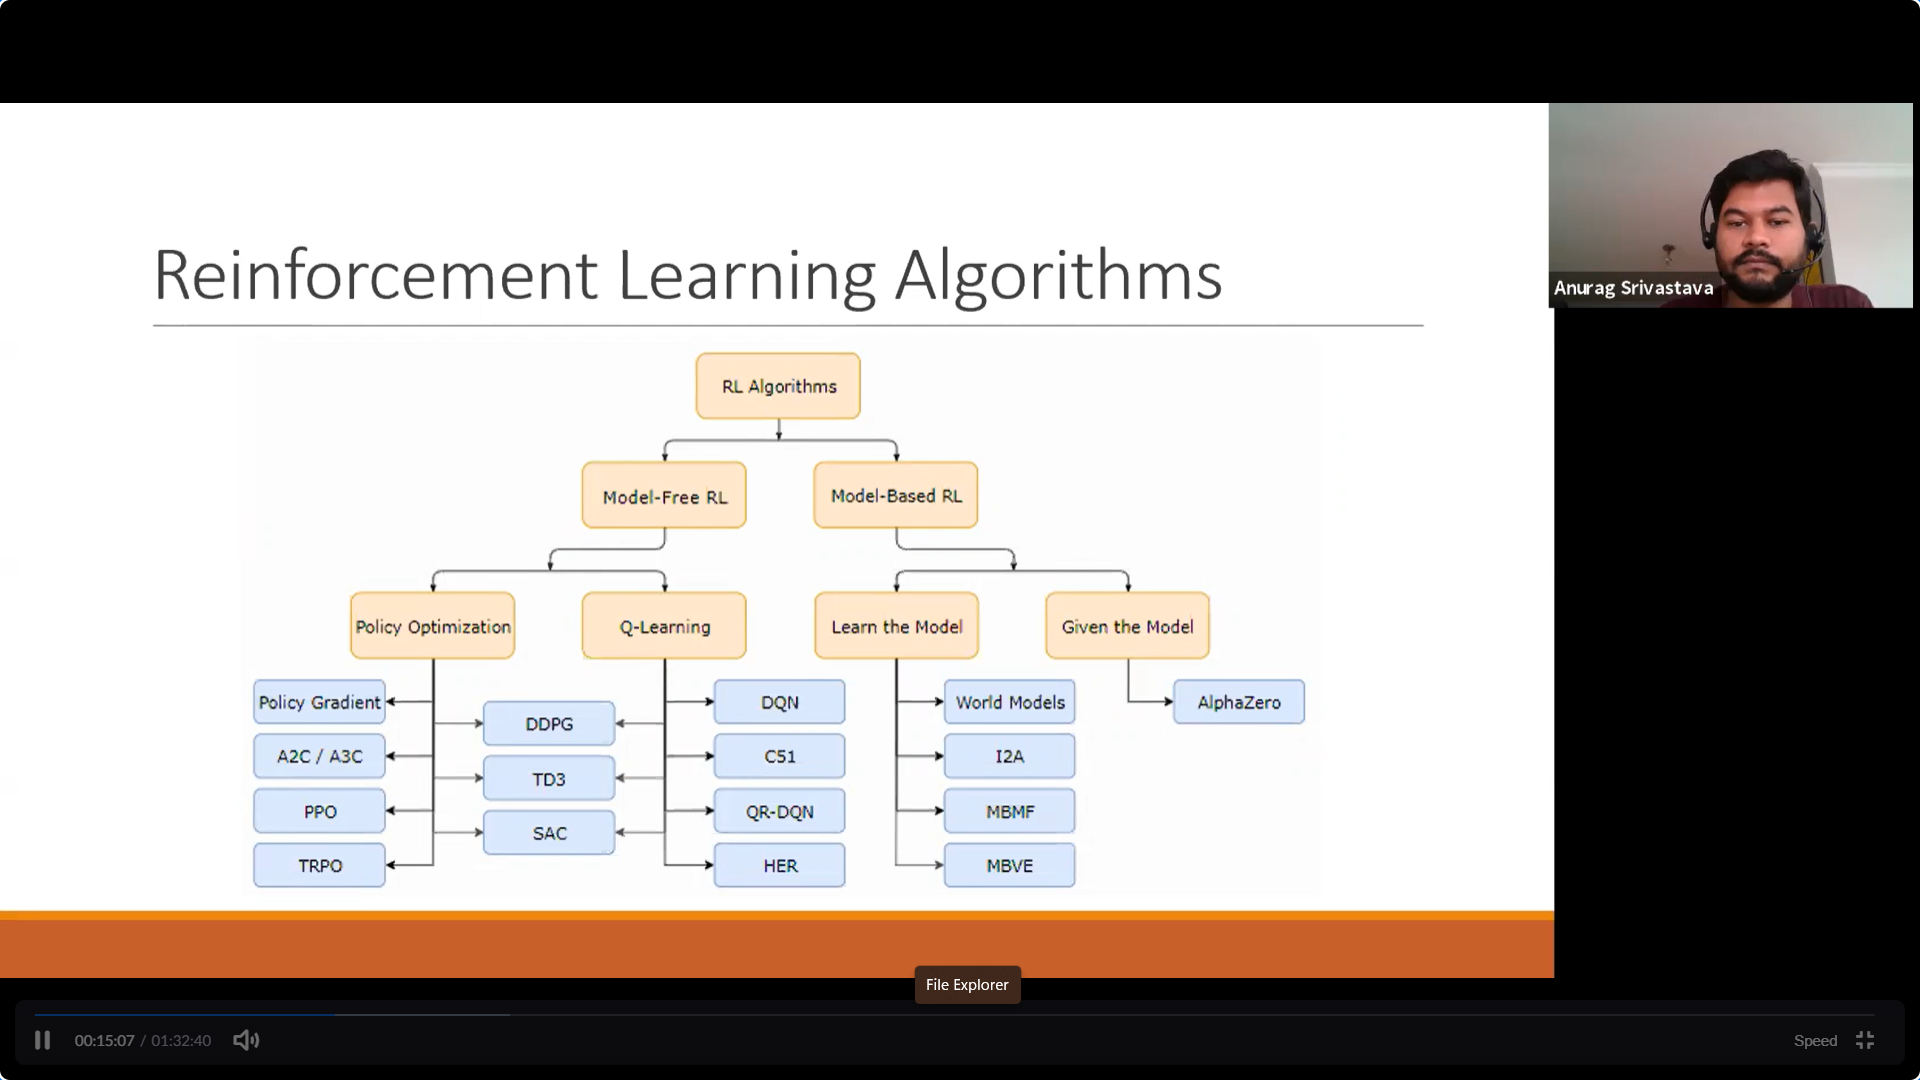 Reinforcement Learning Algorithms
Anurag Srivastava
RL Algorithms
Model-Free RL
Model-Based RL
Policy Optimization
Q-Learning
Learn the Model
Given the Model
Policy Gradient
A2C / A3C
PPO
TRPO
DDPG
TD3
SAC
DQN
C51
QR-DQN
HER
World Models
I2A
MBMF
MBVE
AlphaZero
File Explorer
00:15:07 / 01:32:40
Speed